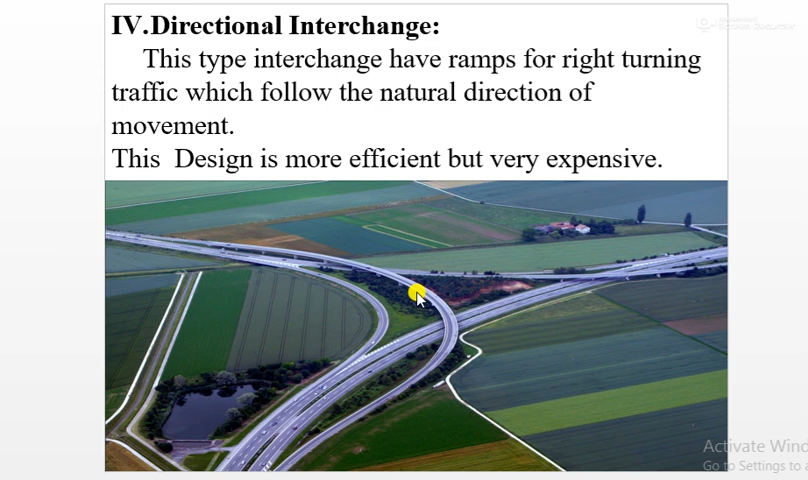 IV.Directional Interchange:
This type interchange have ramps for right turning
traffic which follow the natural direction of
movement.
This Design is more efficient but very expensive.
Activate Wind
Go to Settings to a